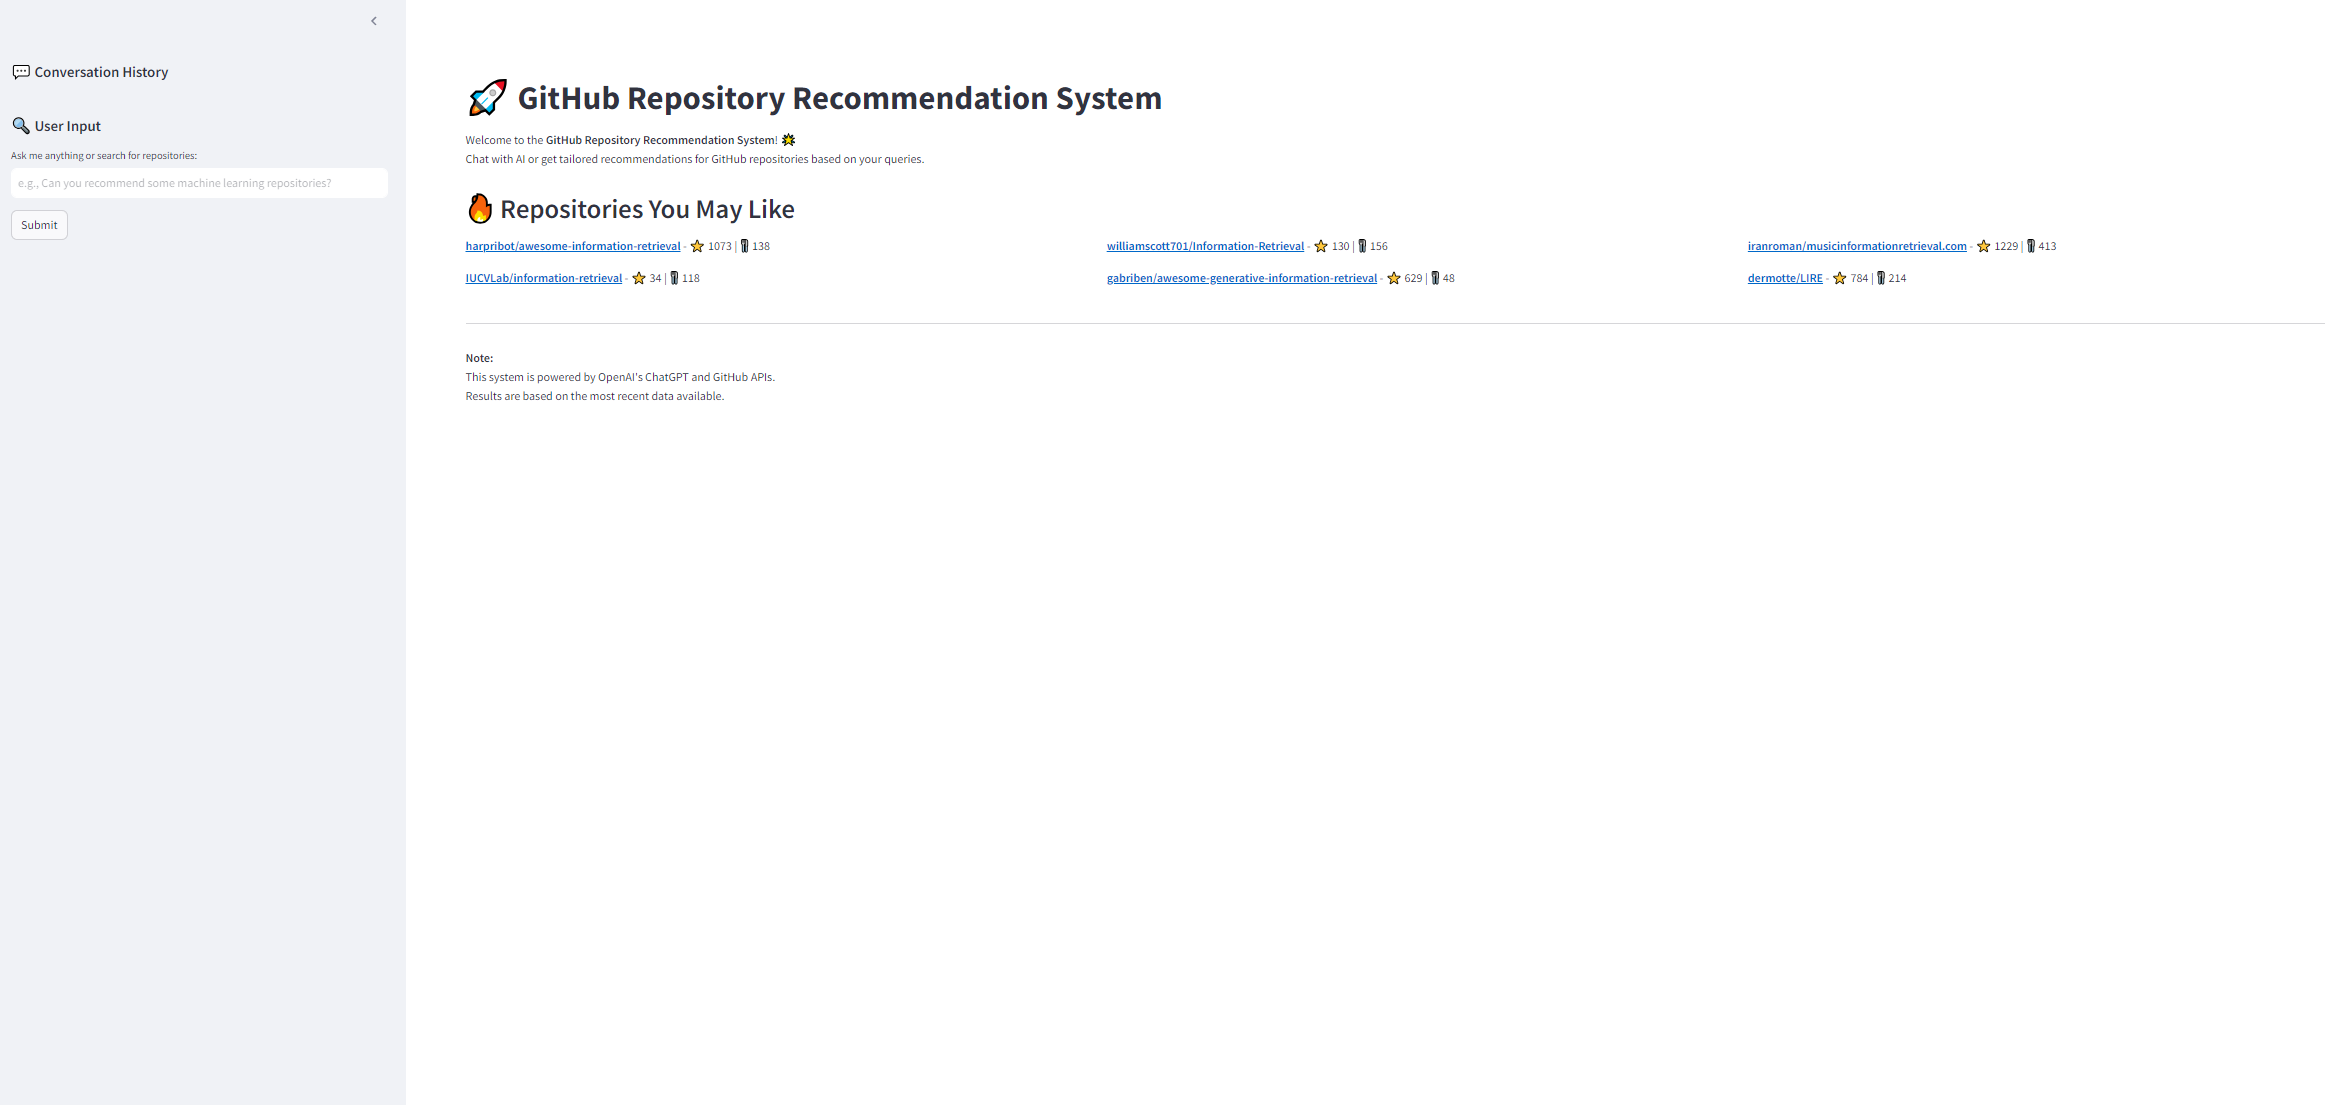 Conversation History
User Input
Ask me anything or search for repositories:
e.g., Can you recommend some machine learning repositories?
Submit
GitHub Repository Recommendation System
Welcome to the GitHub Repository Recommendation System!
Chat with AI or get tailored recommendations for GitHub repositories based on your queries.
Repositories You May Like
harpribot/awesome-information-retrieval - ⭐ 1073 | 🍴 138
williamscott701/Information-Retrieval - ⭐ 130 | 🍴 156
iranroman/musicinformationretrieval.com - ⭐ 1229 | 🍴 413
IUCVLab/information-retrieval - ⭐ 34 | 🍴 118
gabriben/awesome-generative-information-retrieval - ⭐ 629 | 🍴 48
dermotte/LIRE - ⭐ 784 | 🍴 214
Note:
This system is powered by OpenAI's ChatGPT and GitHub APIs.
Results are based on the most recent data available.